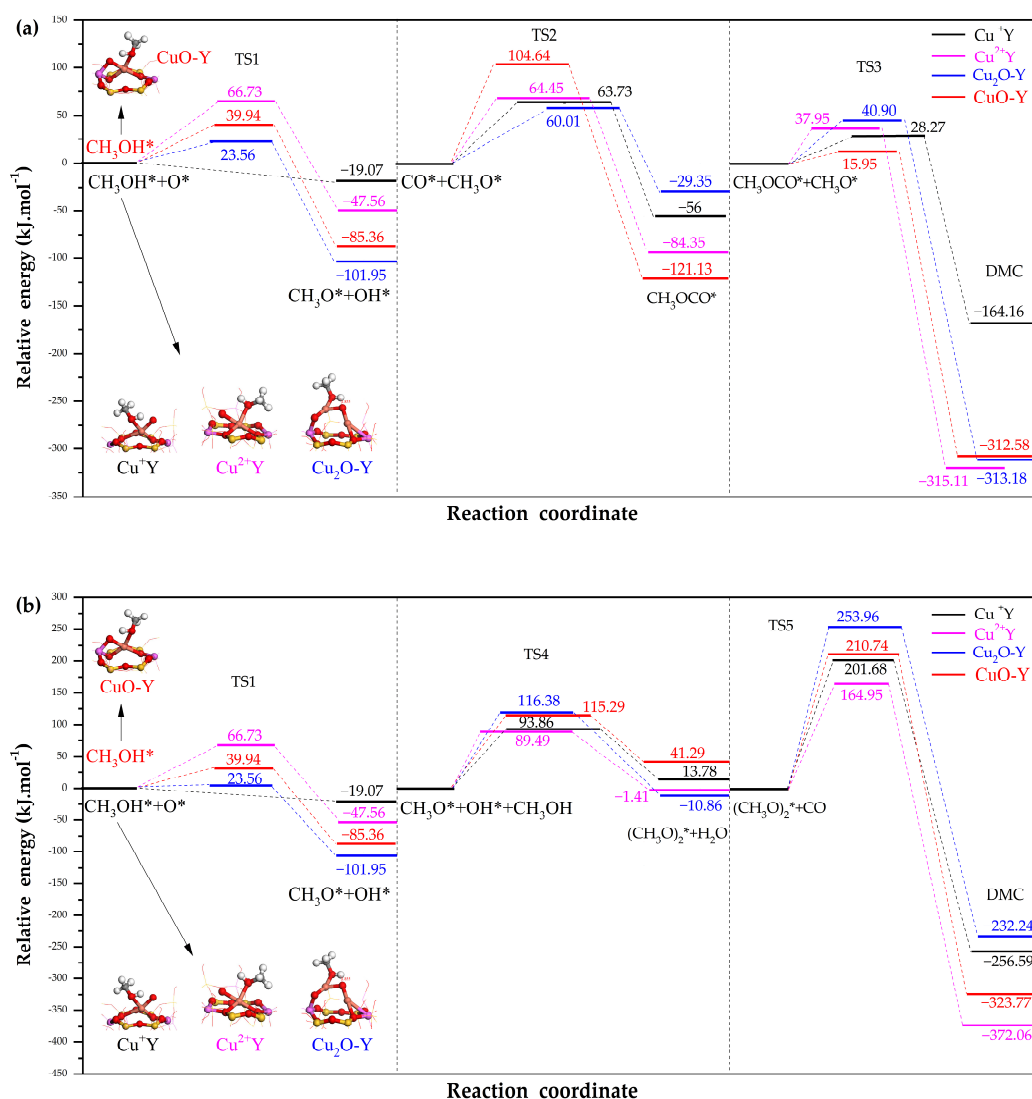 (a)
150
100
50
0
−50
−100
−150
−200
−250
−300
−350
Relative energy (kJ.mol⁻¹)
TS1
TS2
TS3
Cu⁺Y
Cu²⁺Y
Cu₂O-Y
CuO-Y
CuO-Y
CH₃OH*
CH₃OH*+O*
66.73
39.94
23.56
−19.07
−47.56
−85.36
−101.95
CH₃O*+OH*
CO*+CH₃O*
104.64
64.45
63.73
60.01
−29.35
−56
−84.35
−121.13
CH₃OCO*
CH₃OCO*+CH₃O*
37.95
40.90
28.27
15.95
DMC
−164.16
−312.58
−315.11
−313.18
Cu⁺Y
Cu²⁺Y
Cu₂O-Y
Reaction coordinate
(b)
300
250
200
150
100
50
0
−50
−100
−150
−200
−250
−300
−350
−400
450
Relative energy (kJ.mol⁻¹)
TS1
TS4
TS5
Cu⁺Y
Cu²⁺Y
Cu₂O-Y
CuO-Y
CuO-Y
CH₃OH*
CH₃OH*+O*
66.73
39.94
23.56
−19.07
−47.56
−85.36
−101.95
CH₃O*+OH*
CH₃O*+OH*+CH₃OH
116.38
115.29
93.86
89.49
41.29
13.78
−1.41
−10.86
(CH₃O)₂*+H₂O
(CH₃O)₂*+CO
253.96
210.74
201.68
164.95
DMC
232.24
−256.59
−323.77
−372.06
Cu⁺Y
Cu²⁺Y
Cu₂O-Y
Reaction coordinate